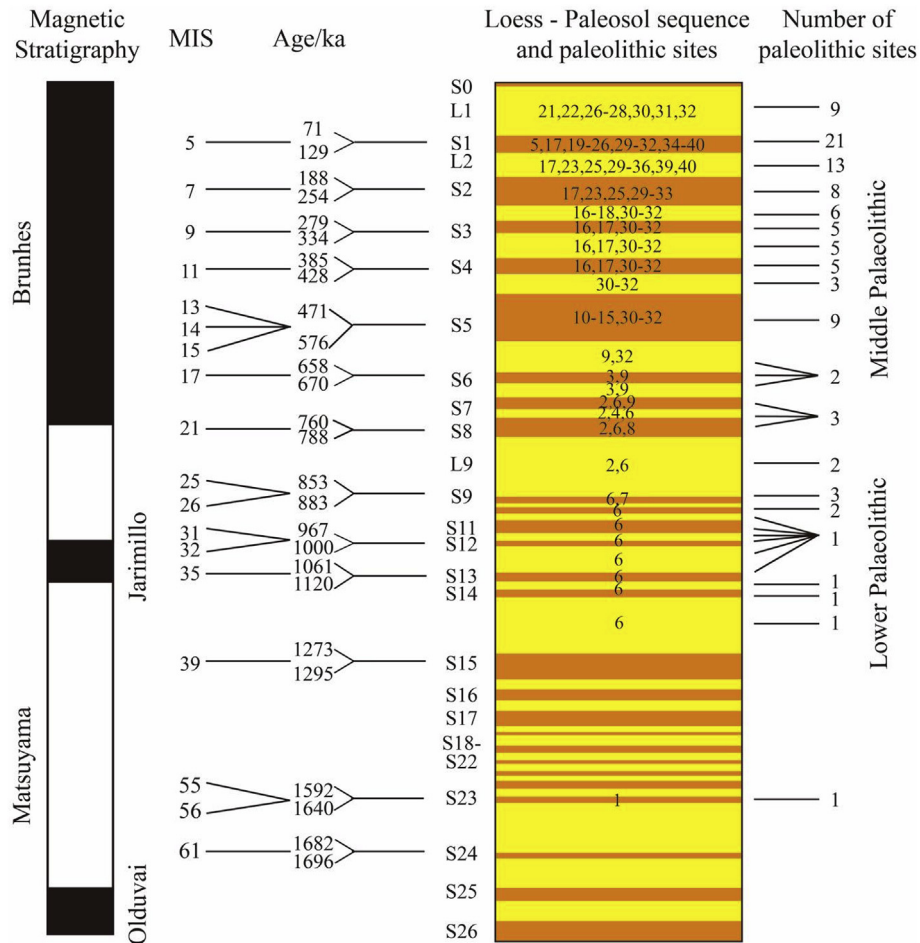 Magnetic
Stratigraphy
MIS
Age/ka
Loess - Paleosol sequence
and paleolithic sites
Number of
paleolithic sites
Brunhes
Jarimillo
Matsuyama
Olduvai
5
7
9
11
13
14
15
17
21
25
26
31
32
35
39
55
56
61
71
129
188
254
279
334
385
428
471
576
658
670
760
788
853
883
967
1000
1061
1120
1273
1295
1592
1640
1682
1696
S0
L1
S1
L2
S2
S3
S4
S5
S6
S7
S8
L9
S9
S11
S12
S13
S14
S15
S16
S17
S18-
S22
S23
S24
S25
S26
21,22,26-28,30,31,32
5,17,19-26,29-32,34-40
17,23,25,29-36,39,40
17,23,25,29-33
16-18,30-32
16,17,30-32
16,17,30-32
16,17,30-32
30-32
10-15,30-32
9,32
3,9
3,9
2,6,9
2,4,6
2,6,8
2,6
6,7
6
6
6
6
6
6
6
1
9
21
13
8
6
5
5
5
3
9
2
3
2
3
2
1
1
1
1
1
Middle Palaeolithic
Lower Palaeolithic